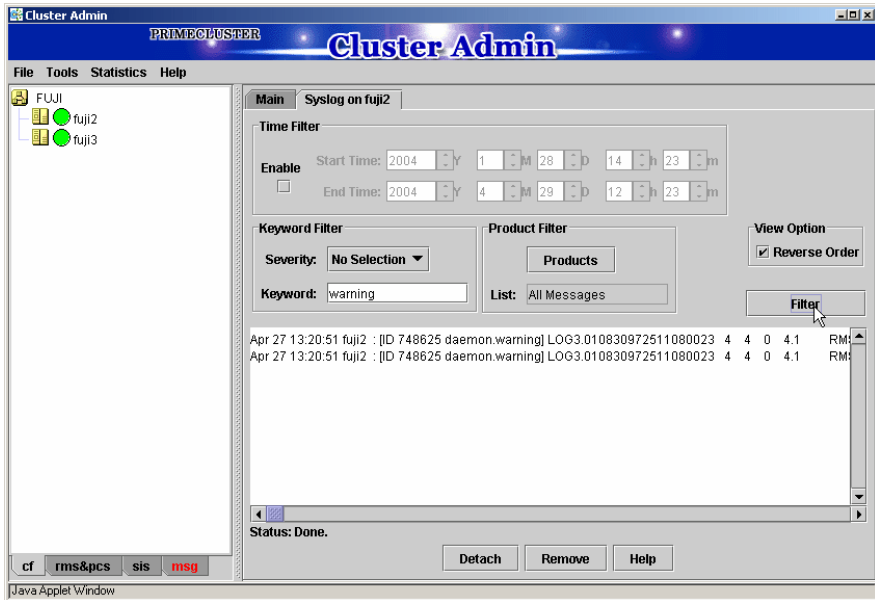 Cluster Admin
PRIMECLUSTER
Cluster Admin
File Tools Statistics Help
FUJI
fuji2
fuji3
Main Syslog on fuji2
Time Filter
Enable
Start Time: 2004 Y 1 M 28 D 14 h 23 m
End Time: 2004 Y 4 M 29 D 12 h 23 m
Keyword Filter
Severity: No Selection
Keyword: warning
Product Filter
Products
List: All Messages
View Option
Reverse Order
Filter
Apr 27 13:20:51 fuji2 : [ID 748625 daemon.warning] LOG3.010830972511080023 4 4 0 4.1 RM
Apr 27 13:20:51 fuji2 : [ID 748625 daemon.warning] LOG3.010830972511080023 4 4 0 4.1 RM
Status: Done.
Detach Remove Help
cf rms&pcs sis msg
Java Applet Window